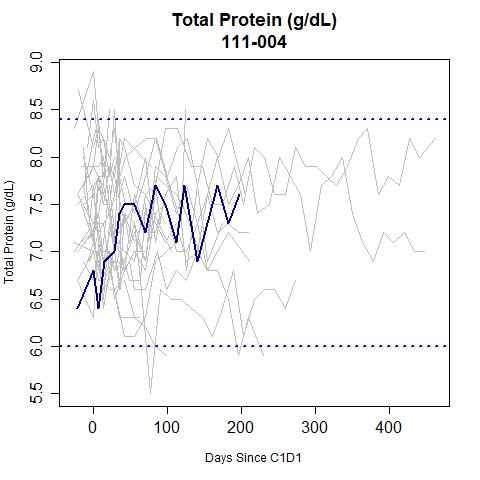 Total Protein (g/dL)
111-004
9.0
8.5
8.0
7.5
7.0
6.5
6.0
5.5
Total Protein (g/dL)
0 100 200 300 400
Days Since C1D1